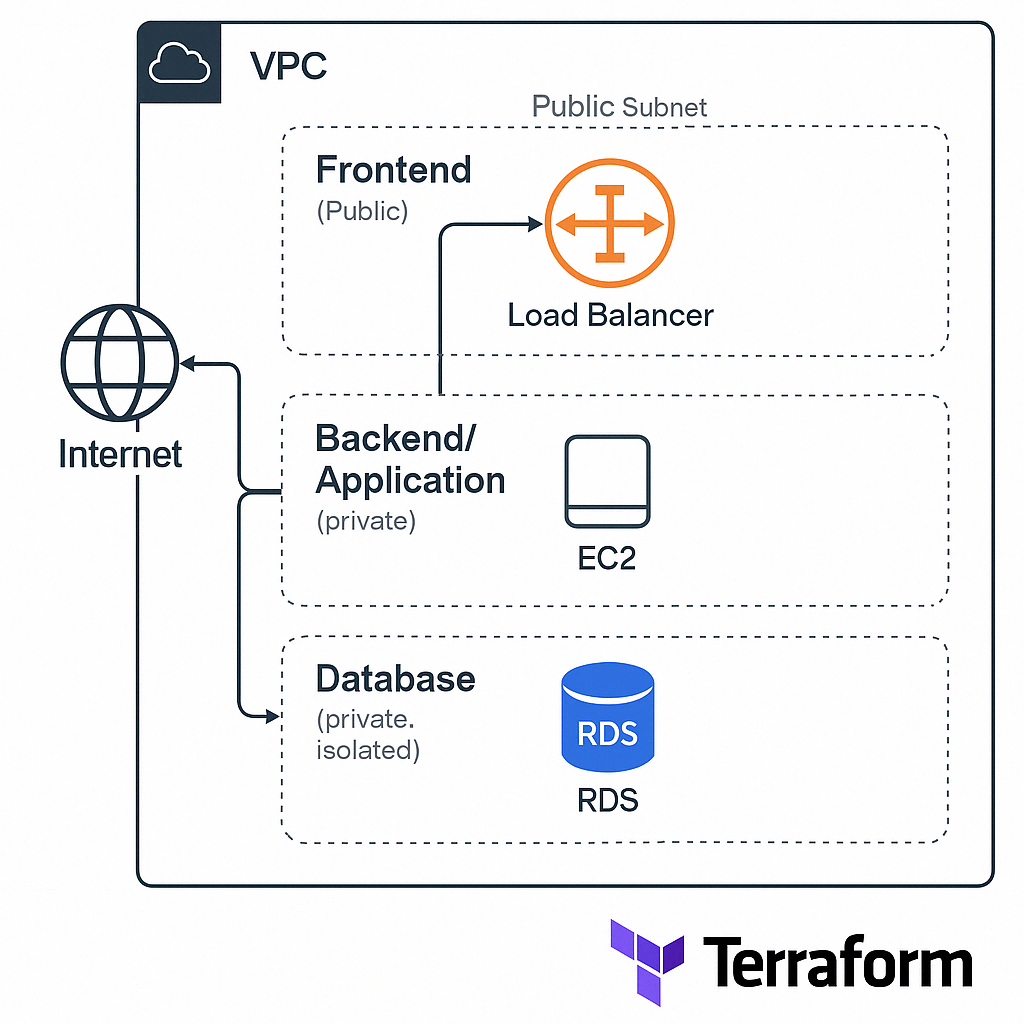 VPC
Public Subnet
Frontend
(Public)
Load Balancer
Internet
Backend/
Application
(private)
EC2
Database
(private.
isolated)
RDS
RDS
Terraform